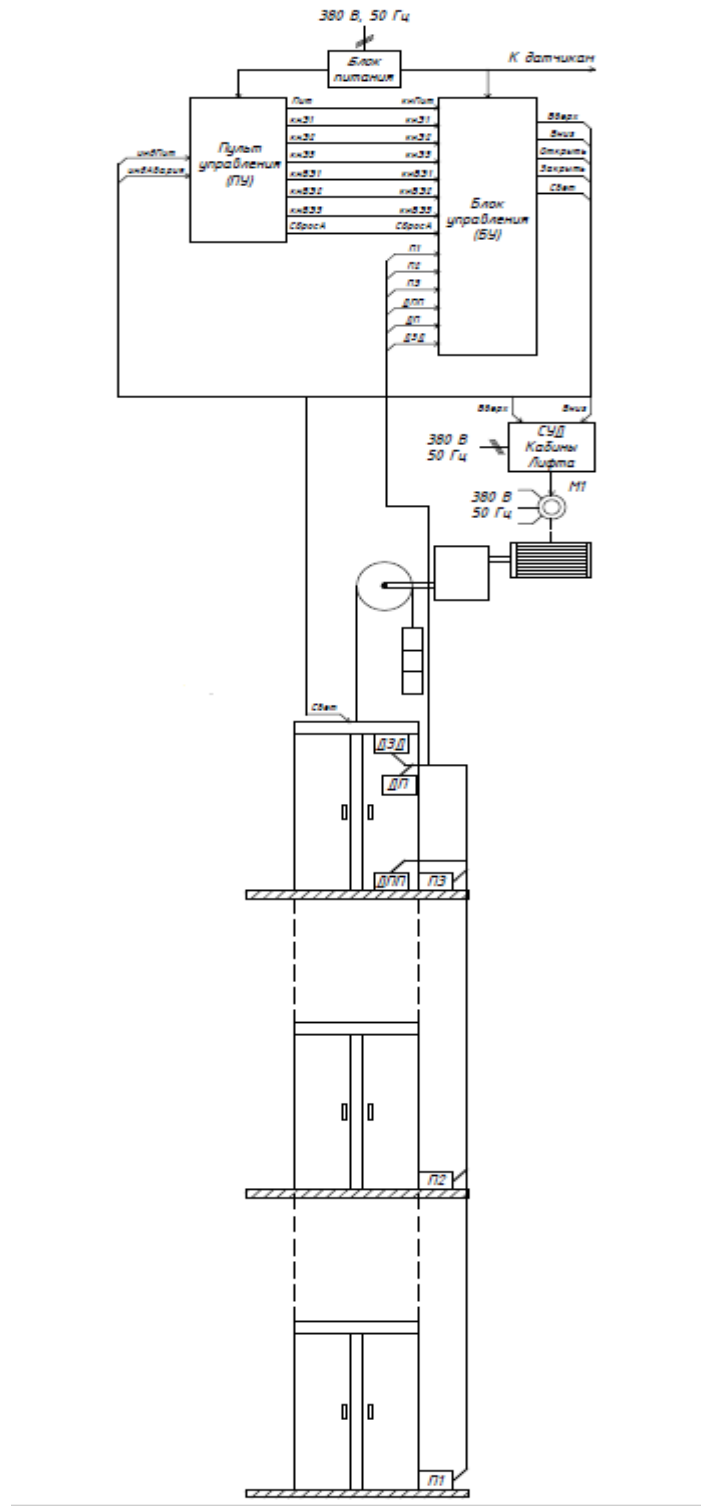 380 В, 50 Гц
Блок
питания
К датчикам
Пульт
управления
(ПУ)
индПит
индАвария
Пит
кнЭ1
кнЭ2
кнЭ3
кнВЭ1
кнВЭ2
кнВЭ3
СбросА
кнПит
кнЭ1
кнЭ2
кнЭ3
кнВЭ1
кнВЭ2
кнВЭ3
СбросА
П1
П2
П3
ДПП
ДП
ДЗД
Блок
управления
(БУ)
Вверх
Вниз
Открыть
Закрыть
Свет
Вверх
Вниз
380 В
50 Гц
СУД
Кабины
Лифта
М1
380 В
50 Гц
Свет
ДЗД
ДП
ДПП
П3
П2
П1